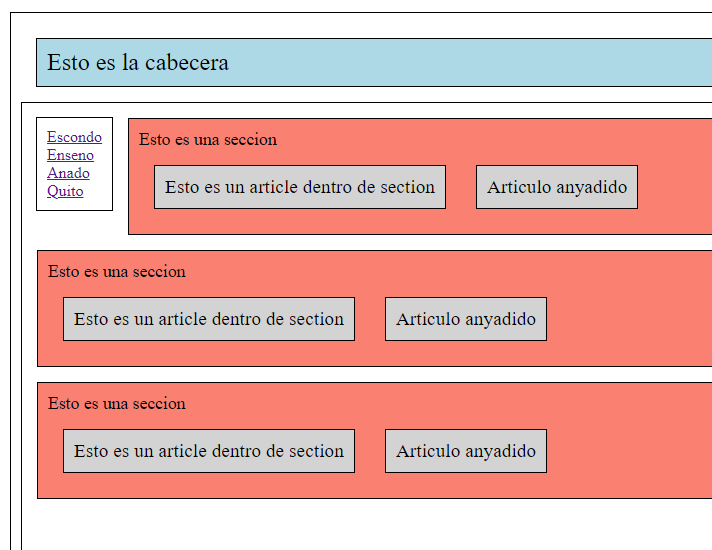 Esto es la cabecera
Escondo
Enseno
Anado
Quito
Esto es una seccion
Esto es un article dentro de section
Articulo anyadido
Esto es una seccion
Esto es un article dentro de section
Articulo anyadido
Esto es una seccion
Esto es un article dentro de section
Articulo anyadido